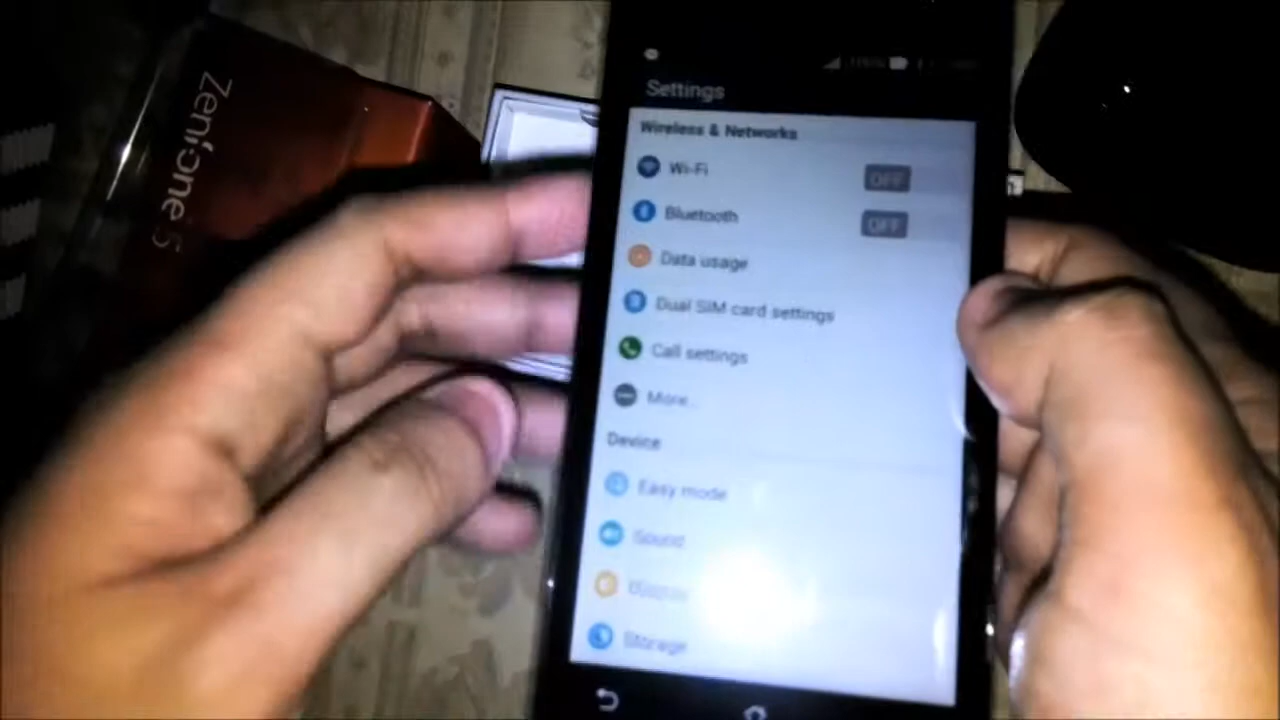 Zenfone 5
Settings
Wireless & Networks
Wi-Fi
OFF
Bluetooth
OFF
Data usage
Dual SIM card settings
Call settings
More...
Device
Easy mode
Sound
Display
Storage